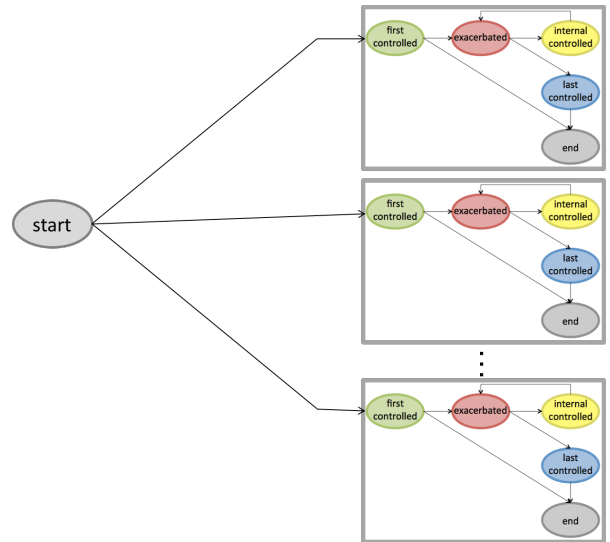 first
controlled
exacerbated
internal
controlled
last
controlled
end
start
first
controlled
exacerbated
internal
controlled
last
controlled
end
first
controlled
exacerbated
internal
controlled
last
controlled
end